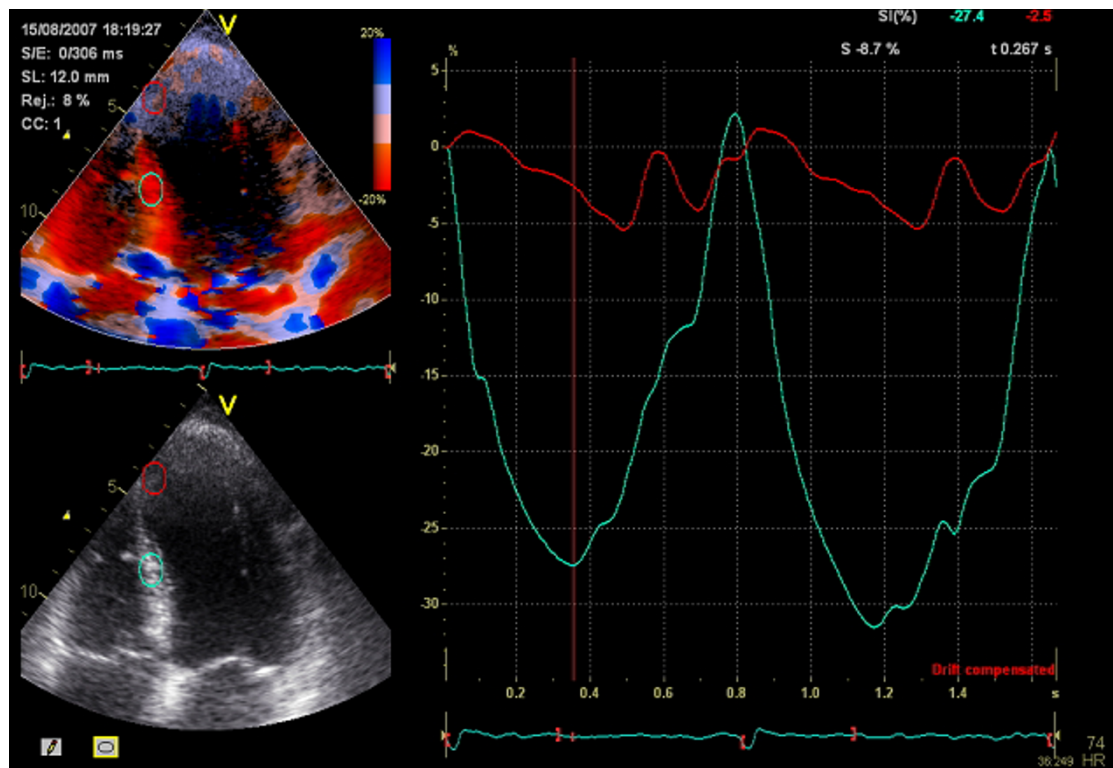 15/08/2007 18:19:27
S/E: 0/306 ms
SL: 12.0 mm
Rej.: 8 %
CC: 1
V
20%
-20%
5
10
V
5
10
SI(%) -27.4 -2.5
S -8.7 % t 0.267 s
%
5
0
-5
-10
-15
-20
-25
-30
Drift compensated
0.2 0.4 0.6 0.8 1.0 1.2 1.4 s
74
36.249 HR